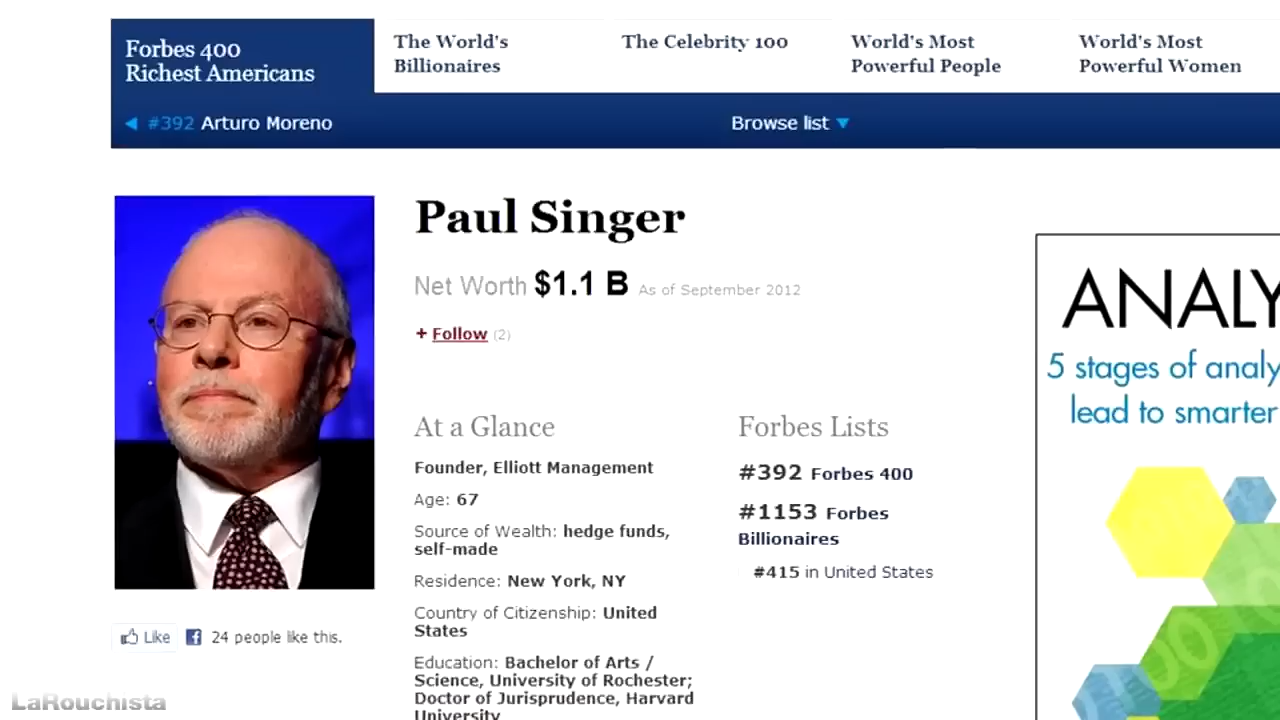 Forbes 400
Richest Americans
The World's
Billionaires
The Celebrity 100
World's Most
Powerful People
World's Most
Powerful Women
#392 Arturo Moreno
Browse list
Paul Singer
Net Worth $1.1 B As of September 2012
+ Follow (2)
At a Glance
Founder, Elliott Management
Age: 67
Source of Wealth: hedge funds,
self-made
Residence: New York, NY
Country of Citizenship: United
States
Education: Bachelor of Arts /
Science, University of Rochester;
Doctor of Jurisprudence, Harvard
University
Forbes Lists
#392 Forbes 400
#1153 Forbes
Billionaires
#415 in United States
Like
24 people like this.
ANALY
5 stages of analy
lead to smarter
LaRouchista